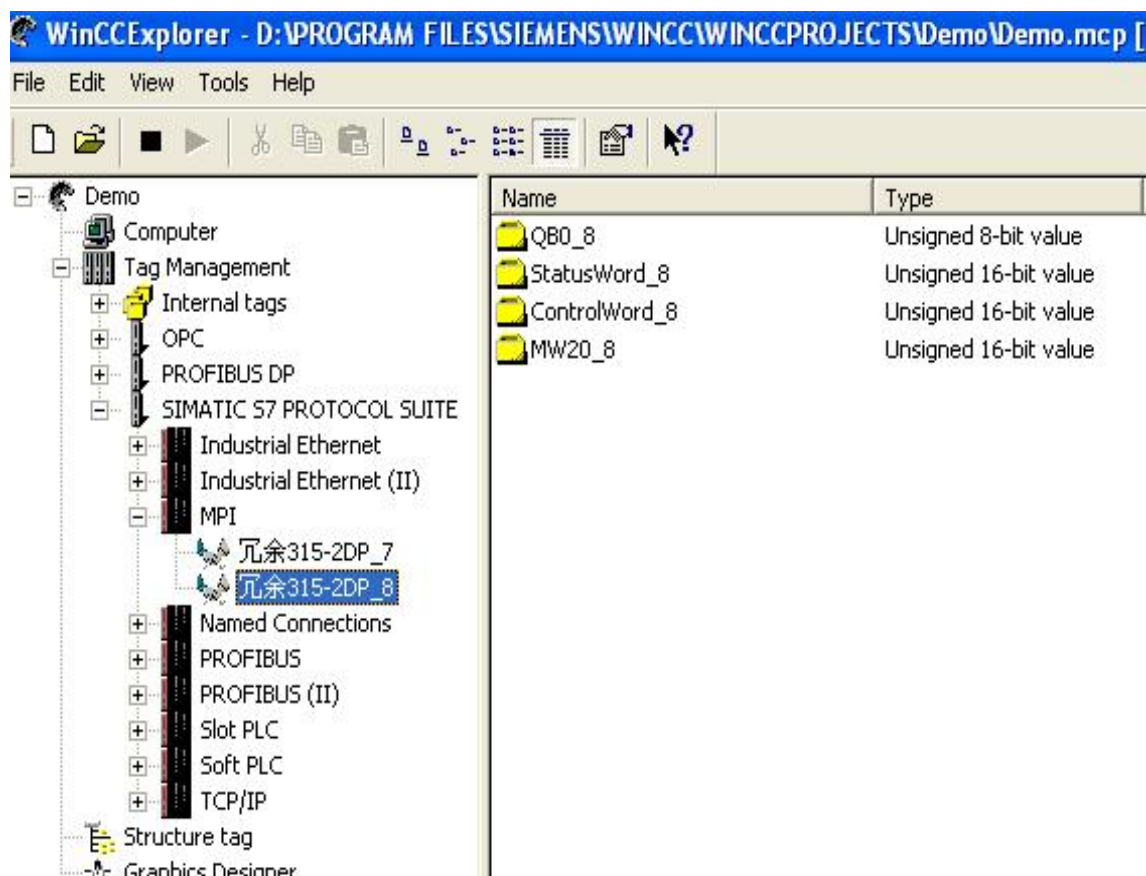 WinCCExplorer - D:\PROGRAM FILES\SIEMENS\WINCC\WINCCPROJECTS\Demo\Demo.mcp [
File Edit View Tools Help
Demo
Computer
Tag Management
Internal tags
OPC
PROFIBUS DP
SIMATIC S7 PROTOCOL SUITE
Industrial Ethernet
Industrial Ethernet (II)
MPI
冗余315-2DP_7
冗余315-2DP_8
Named Connections
PROFIBUS
PROFIBUS (II)
Slot PLC
Soft PLC
TCP/IP
Structure tag
Graphics Designer
Name Type
QB0_8 Unsigned 8-bit value
StatusWord_8 Unsigned 16-bit value
ControlWord_8 Unsigned 16-bit value
MW20_8 Unsigned 16-bit value